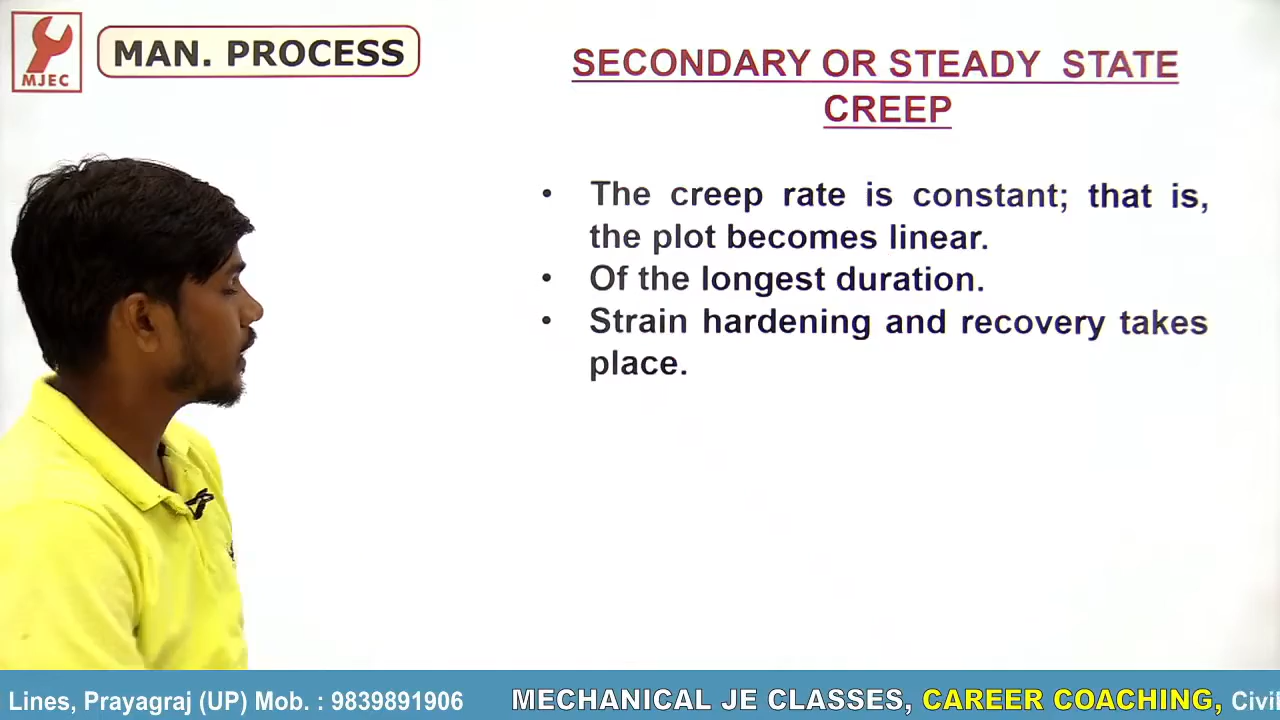 MJEC
MAN. PROCESS
SECONDARY OR STEADY STATE
CREEP
• The creep rate is constant; that is,
the plot becomes linear.
• Of the longest duration.
• Strain hardening and recovery takes
place.
Lines, Prayagraj (UP) Mob. : 9839891906 MECHANICAL JE CLASSES, CAREER COACHING, Civil